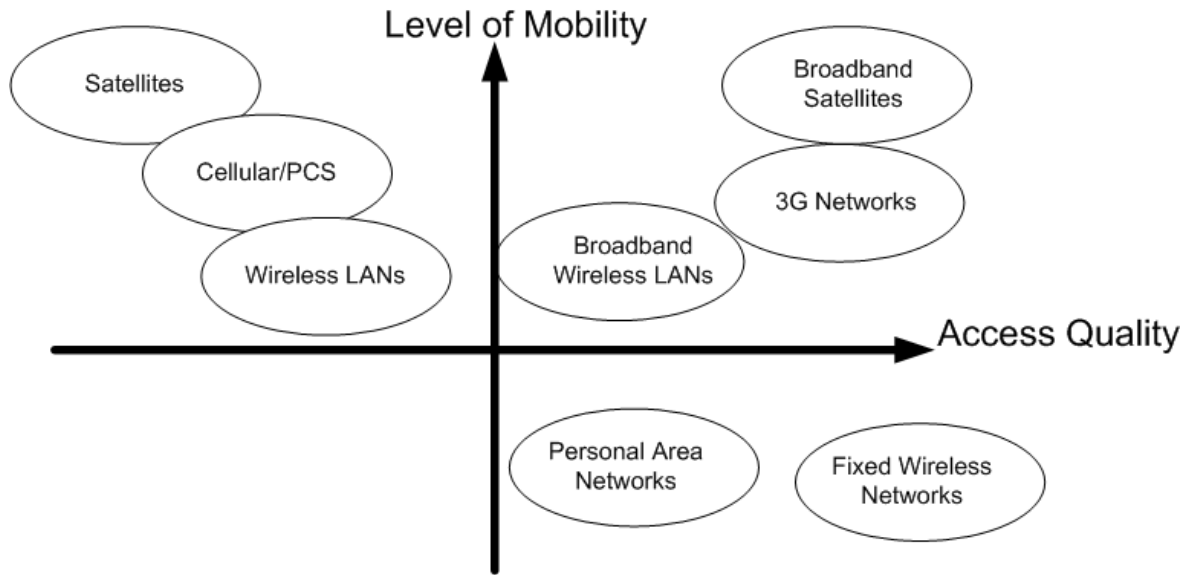 Level of Mobility
Satellites
Broadband
Satellites
Cellular/PCS
3G Networks
Wireless LANs
Broadband
Wireless LANs
Access Quality
Personal Area
Networks
Fixed Wireless
Networks